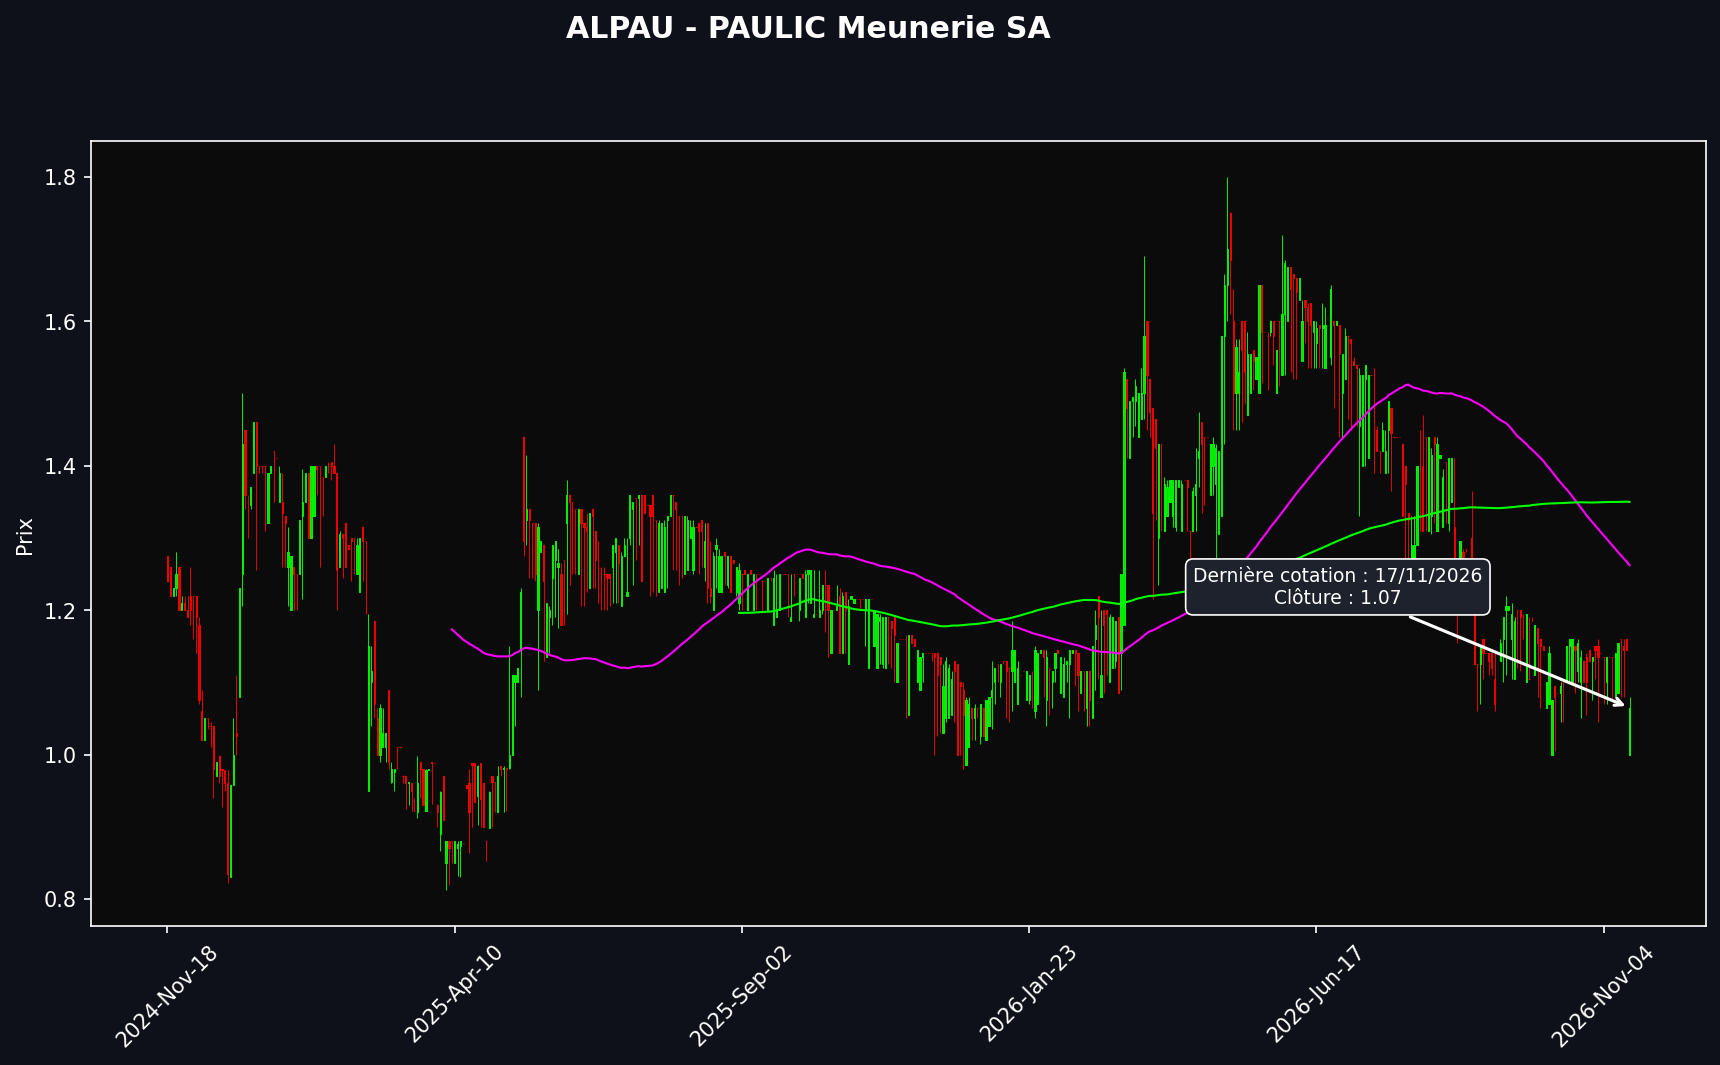 ALPAU - PAULIC Meunerie SA
Prix
1.8
1.6
1.4
1.2
1.0
0.8
Dernière cotation : 17/11/2026
Clôture : 1.07
2024-Nov-18
2025-Apr-10
2025-Sep-02
2026-Jan-23
2026-Jun-17
2026-Nov-04